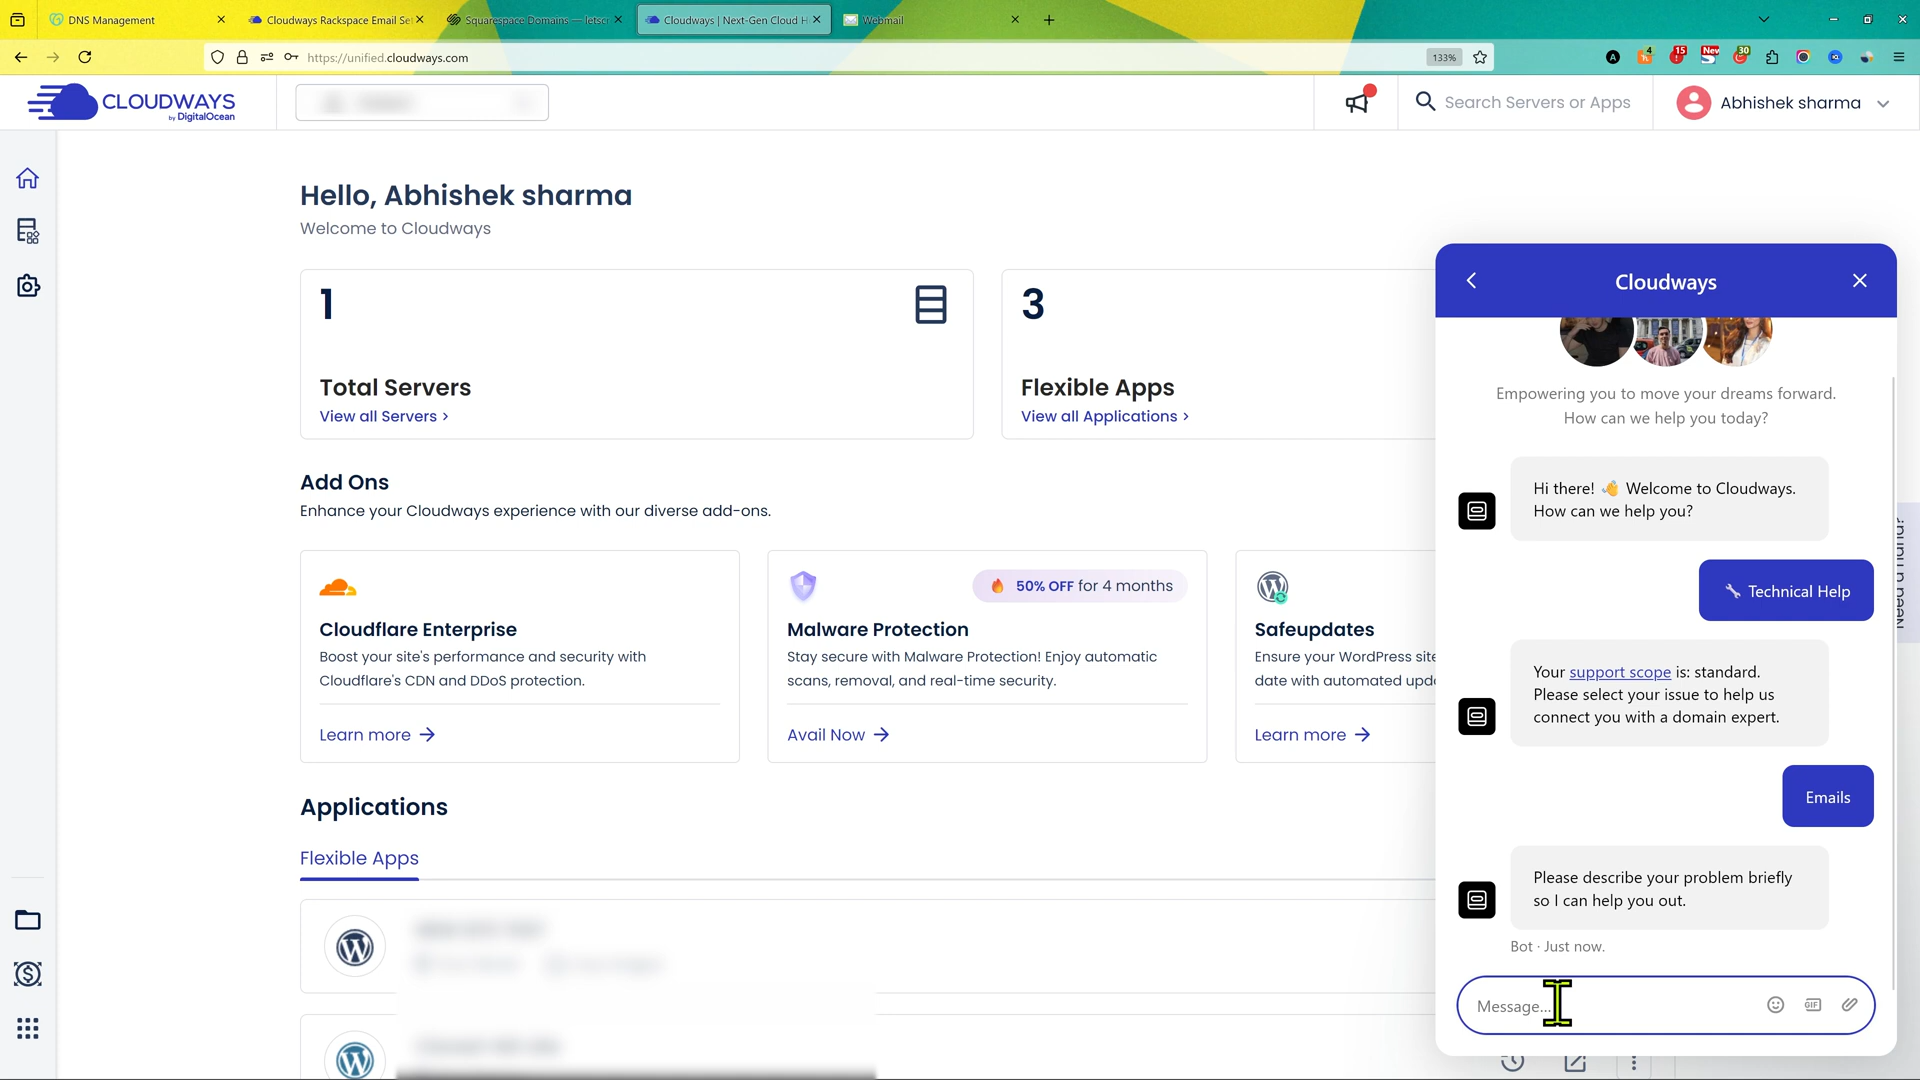 DNS Management
Cloudways Rackspace Email Se
Squarespace Domains — letscr
Cloudways | Next-Gen Cloud H
Webmail
https://unified.cloudways.com
133%
4
15
New
30
CLOUDWAYS
by DigitalOcean
Search Servers or Apps
Abhishek sharma
Hello, Abhishek sharma
Welcome to Cloudways
1
Total Servers
View all Servers >
3
Flexible Apps
View all Applications >
Add Ons
Enhance your Cloudways experience with our diverse add-ons.
Cloudflare Enterprise
Boost your site's performance and security with
Cloudflare's CDN and DDoS protection.
Learn more →
50% OFF for 4 months
Malware Protection
Stay secure with Malware Protection! Enjoy automatic
scans, removal, and real-time security.
Avail Now →
Safeupdates
Ensure your WordPress site
date with automated upd
Learn more →
Applications
Flexible Apps
Cloudways
Empowering you to move your dreams forward.
How can we help you today?
Hi there! 👋 Welcome to Cloudways.
How can we help you?
🔧 Technical Help
Your support scope is: standard.
Please select your issue to help us
connect you with a domain expert.
Emails
Please describe your problem briefly
so I can help you out.
Bot · Just now.
Message...
GIF